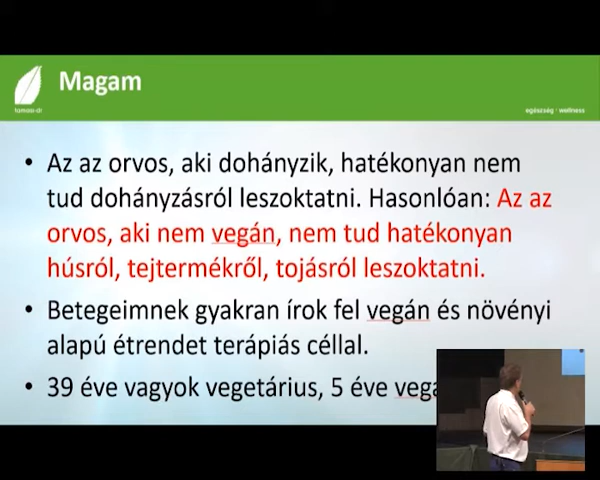 Magam
tamasi-dr
egészség - wellness
• Az az orvos, aki dohányzik, hatékonyan nem
tud dohányzásról leszoktatni. Hasonlóan: Az az
orvos, aki nem vegán, nem tud hatékonyan
húsról, tejtermékről, tojásról leszoktatni.
• Betegeimnek gyakran írok fel vegán és növényi
alapú étrendet terápiás céllal.
• 39 éve vagyok vegetárius, 5 éve